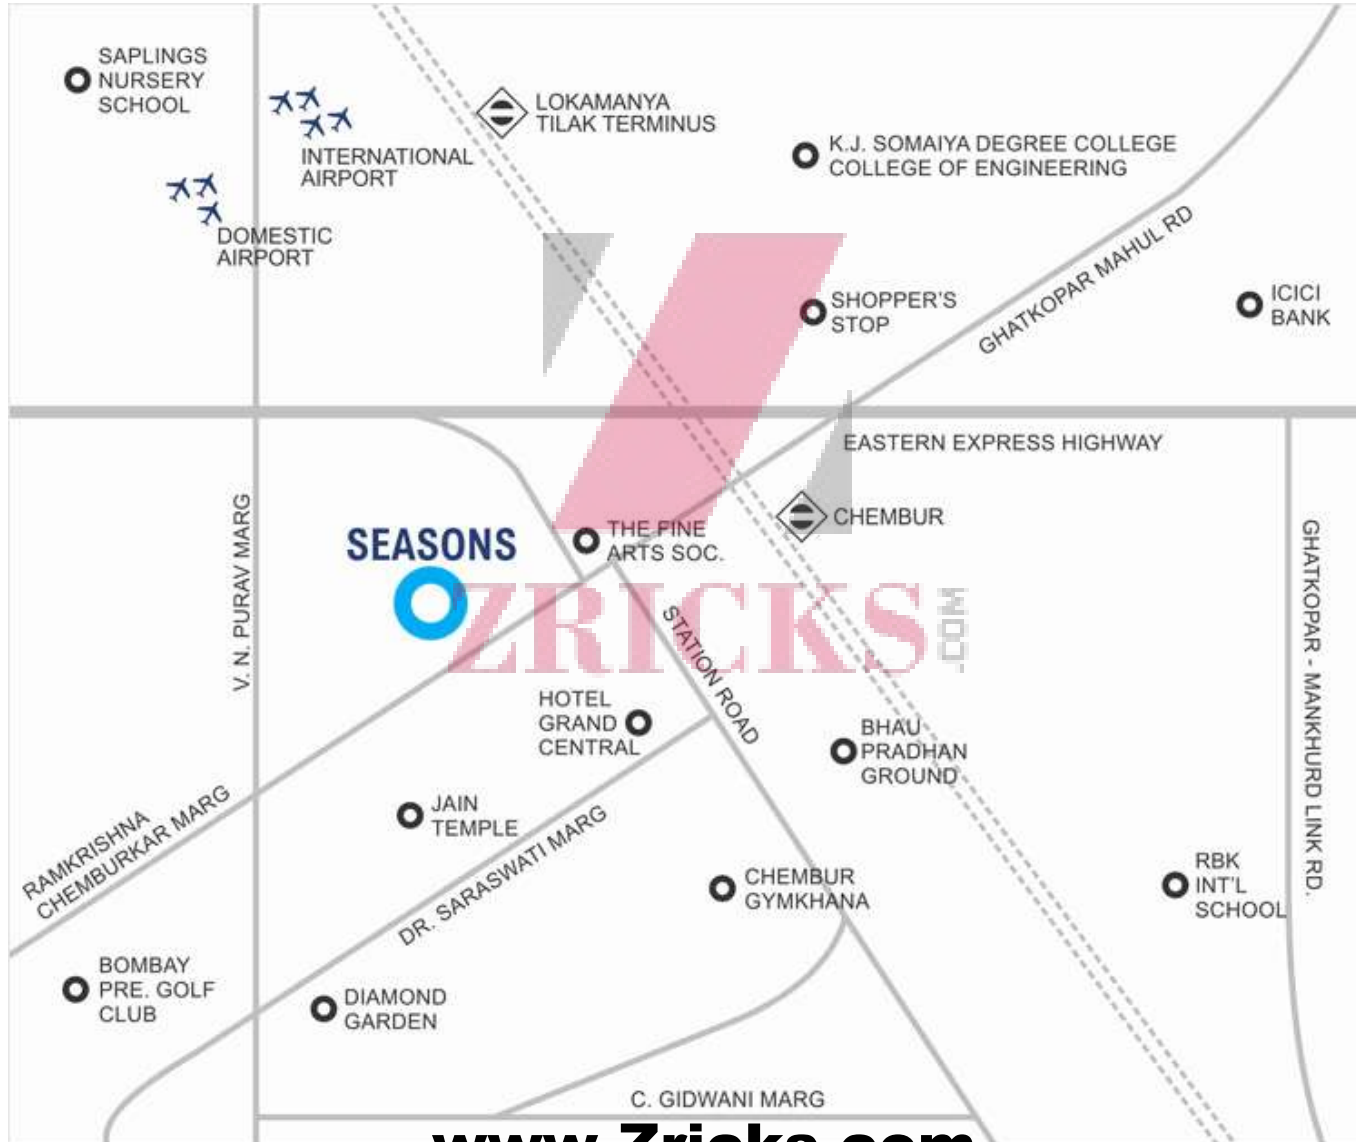 SAPLINGS
NURSERY
SCHOOL
INTERNATIONAL
AIRPORT
DOMESTIC
AIRPORT
LOKAMANYA
TILAK TERMINUS
K.J. SOMAIYA DEGREE COLLEGE
COLLEGE OF ENGINEERING
SHOPPER'S
STOP
GHATKOPAR MAHUL RD
ICICI
BANK
EASTERN EXPRESS HIGHWAY
V. N. PURAV MARG
SEASONS
THE FINE
ARTS SOC.
CHEMBUR
ZRICKS
.COM
STATION ROAD
GHATKOPAR - MANKHURD LINK RD.
HOTEL
GRAND
CENTRAL
BHAU
PRADHAN
GROUND
RAMKRISHNA
CHEMBURKAR MARG
JAIN
TEMPLE
DR. SARASWATI MARG
CHEMBUR
GYMKHANA
RBK
INT'L
SCHOOL
BOMBAY
PRE. GOLF
CLUB
DIAMOND
GARDEN
C. GIDWANI MARG
www.Zricks.com